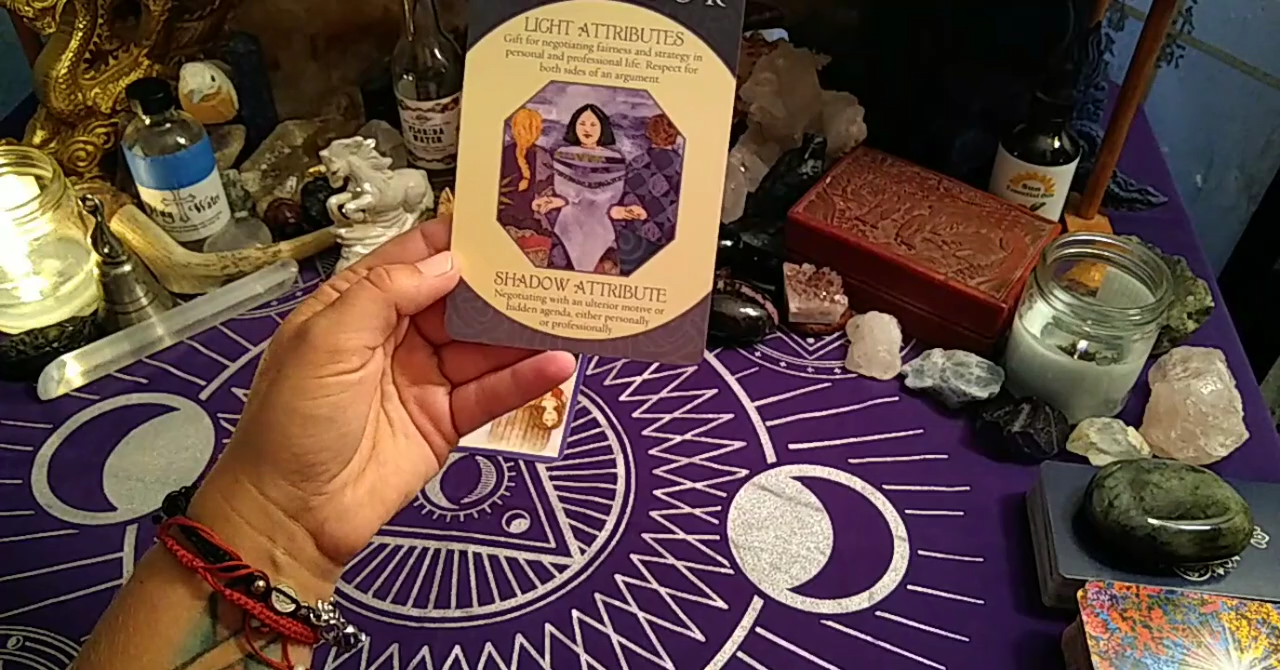 LIGHT ATTRIBUTES
Gift for negotiating fairness and strategy in
personal and professional life. Respect for
both sides of an argument.
SHADOW ATTRIBUTE
Negotiating with an ulterior motive or
hidden agenda, either personally
or professionally.
FLORIDA
WATER
Water